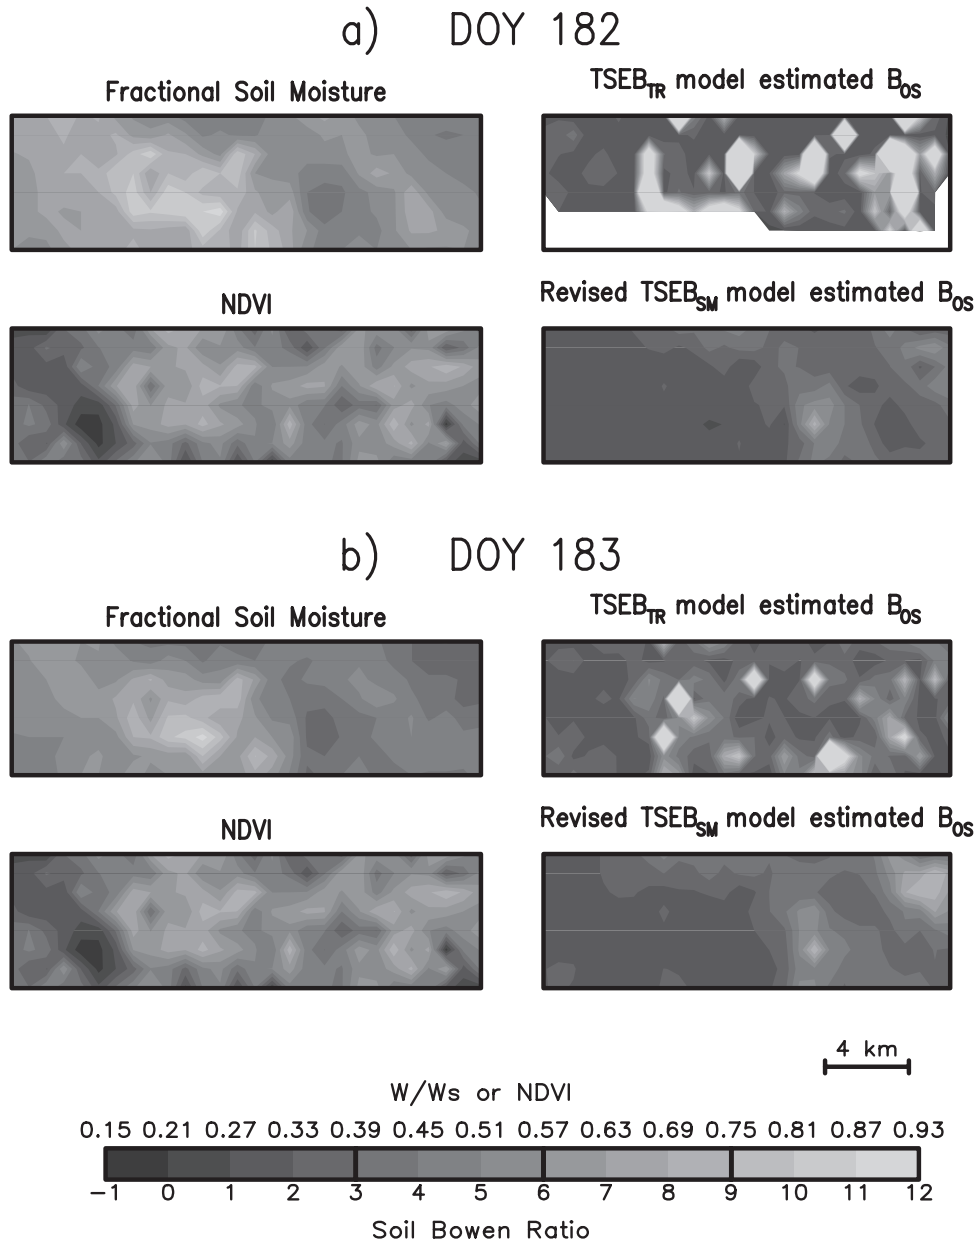 a) DOY 182
Fractional Soil Moisture
TSEB_TR model estimated B_OS
NDVI
Revised TSEB_SM model estimated B_OS
b) DOY 183
Fractional Soil Moisture
TSEB_TR model estimated B_OS
NDVI
Revised TSEB_SM model estimated B_OS
4 km
W/Ws or NDVI
0.15 0.21 0.27 0.33 0.39 0.45 0.51 0.57 0.63 0.69 0.75 0.81 0.87 0.93
−1 0 1 2 3 4 5 6 7 8 9 10 11 12
Soil Bowen Ratio